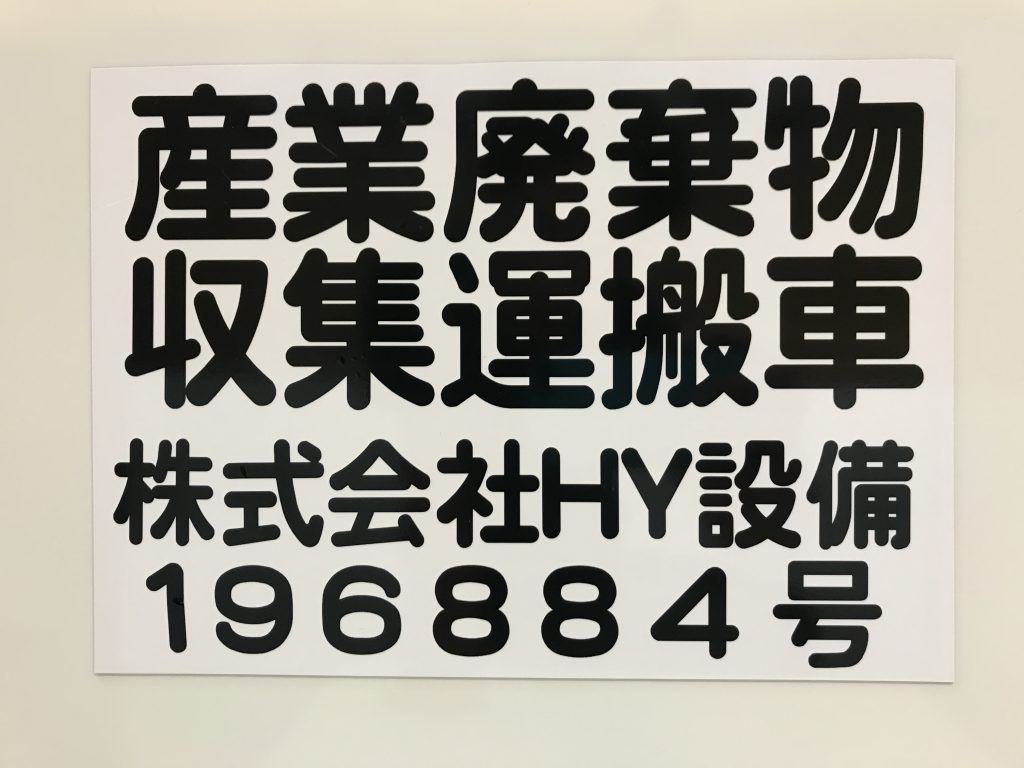 産業廃棄物
収集運搬車
株式会社HY設備
196884号